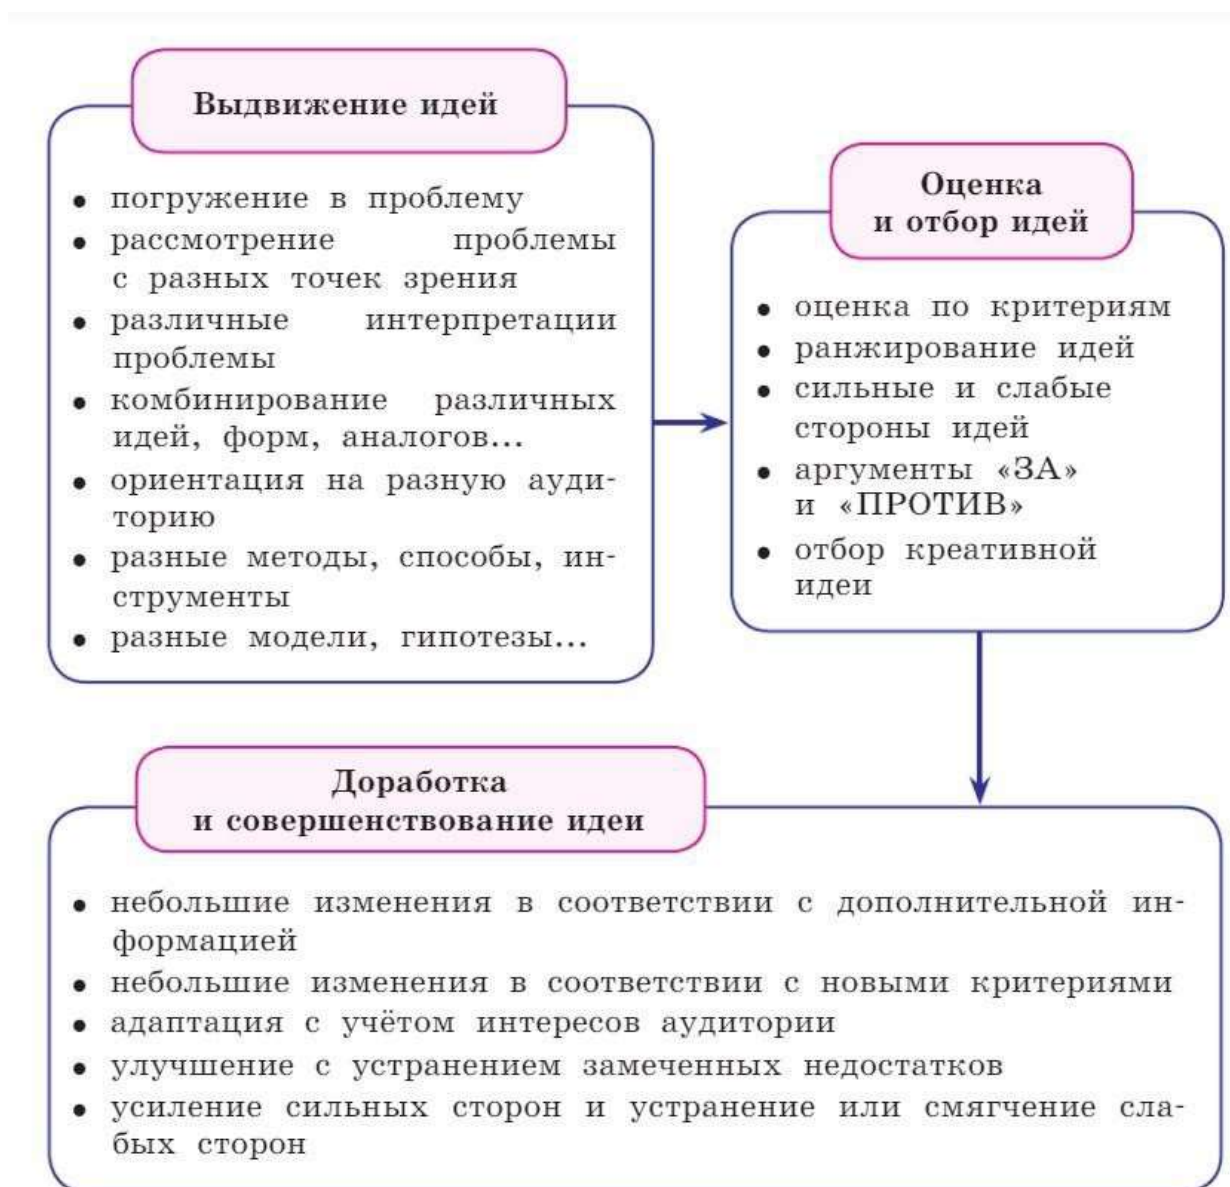 Выдвижение идей
• погружение в проблему
• рассмотрение проблемы
с разных точек зрения
• различные интерпретации
проблемы
• комбинирование различных
идей, форм, аналогов...
• ориентация на разную ауди-
торию
• разные методы, способы, ин-
струменты
• разные модели, гипотезы...
Оценка
и отбор идей
• оценка по критериям
• ранжирование идей
• сильные и слабые
стороны идей
• аргументы «ЗА»
и «ПРОТИВ»
• отбор креативной
идеи
Доработка
и совершенствование идеи
• небольшие изменения в соответствии с дополнительной ин-
формацией
• небольшие изменения в соответствии с новыми критериями
• адаптация с учётом интересов аудитории
• улучшение с устранением замеченных недостатков
• усиление сильных сторон и устранение или смягчение сла-
бых сторон